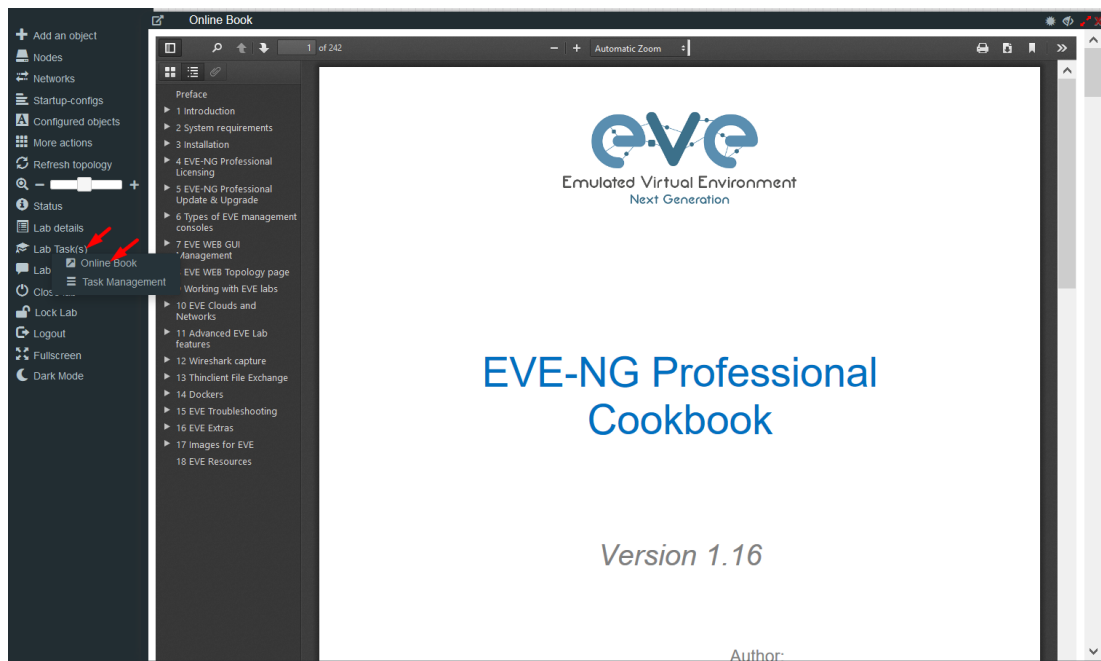 Online Book
Add an object
Nodes
Networks
Startup-configs
Configured objects
More actions
Refresh topology
Status
Lab details
Lab Task(s)
Online Book
Task Management
Lab
Lock Lab
Logout
Fullscreen
Dark Mode
1 of 242
Automatic Zoom
Preface
1 Introduction
2 System requirements
3 Installation
4 EVE-NG Professional
Licensing
5 EVE-NG Professional
Update & Upgrade
6 Types of EVE management
consoles
7 EVE WEB GUI
Management
EVE WEB Topology page
Working with EVE labs
10 EVE Clouds and
Networks
11 Advanced EVE Lab
features
12 Wireshark capture
13 Thinclient File Exchange
14 Dockers
15 EVE Troubleshooting
16 EVE Extras
17 Images for EVE
18 EVE Resources
eve
Emulated Virtual Environment
Next Generation
EVE-NG Professional
Cookbook
Version 1.16
Author: